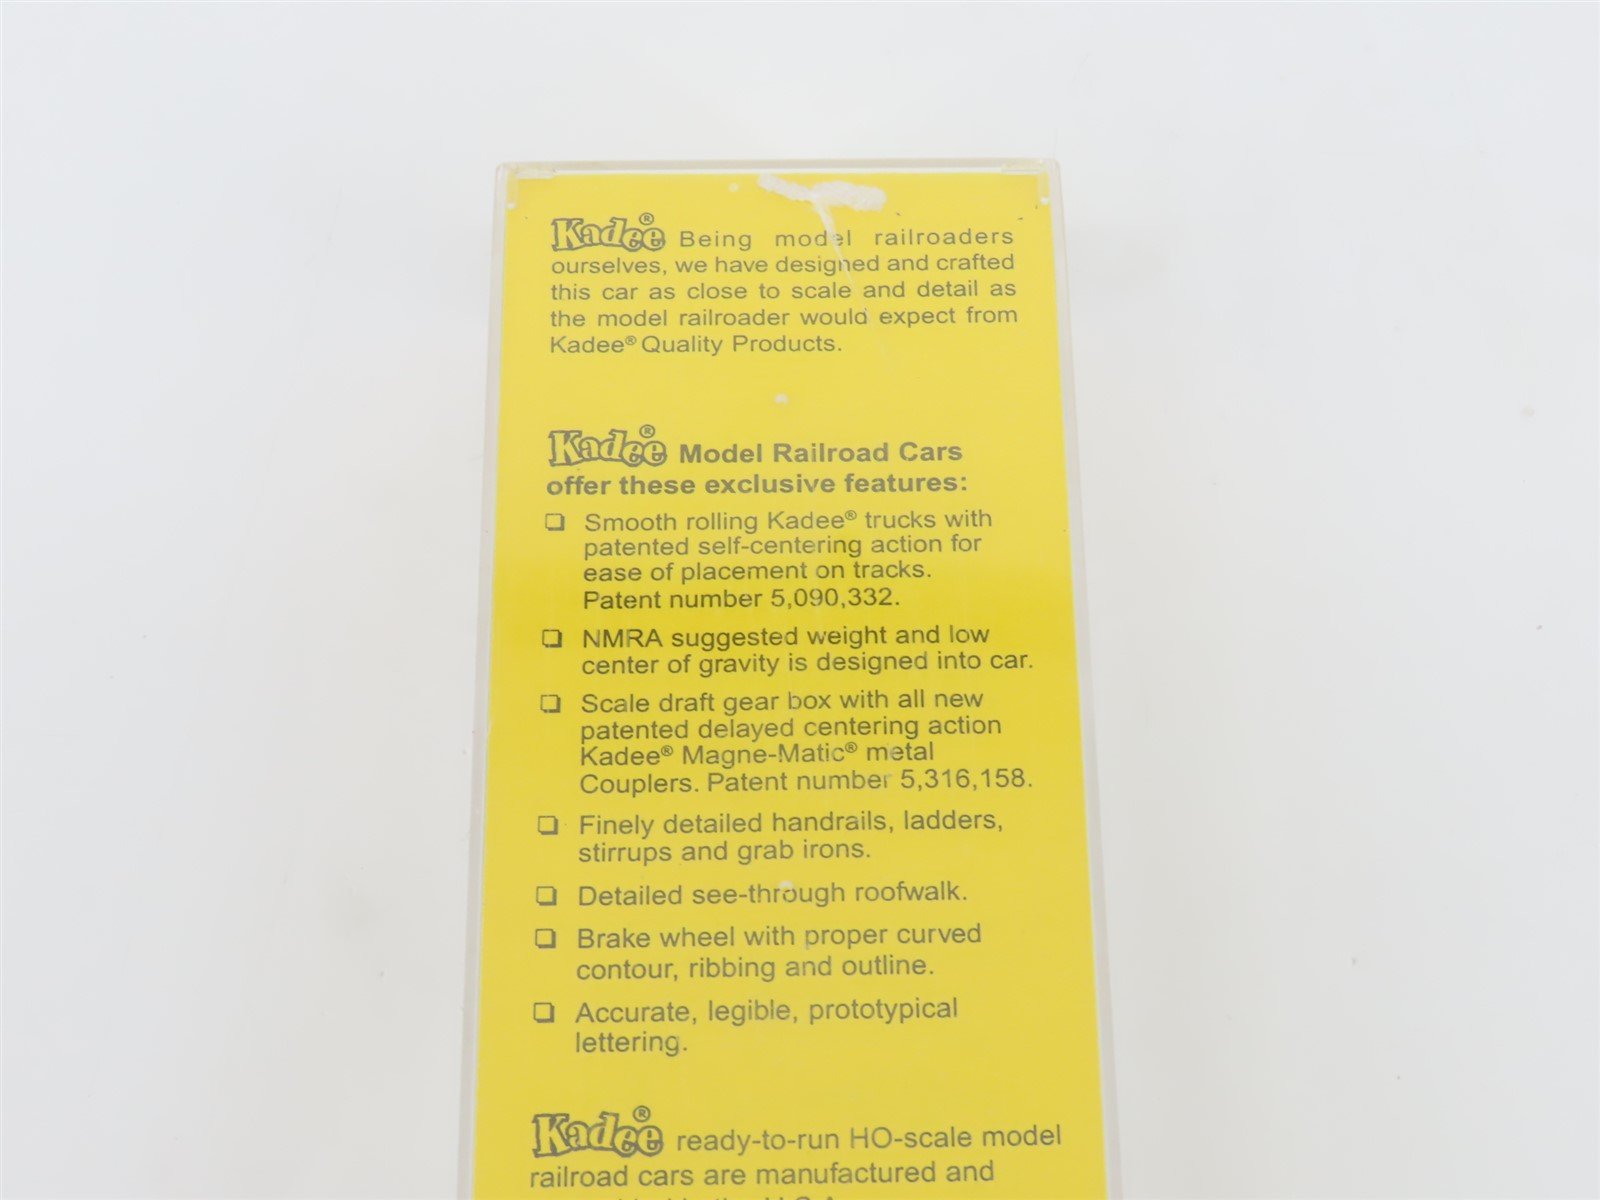 Kadee® Being model railroaders
ourselves, we have designed and crafted
this car as close to scale and detail as
the model railroader would expect from
Kadee® Quality Products.
Kadee® Model Railroad Cars
offer these exclusive features:
❏ Smooth rolling Kadee® trucks with
patented self-centering action for
ease of placement on tracks.
Patent number 5,090,332.
❏ NMRA suggested weight and low
center of gravity is designed into car.
❏ Scale draft gear box with all new
patented delayed centering action
Kadee® Magne-Matic® metal
Couplers. Patent number 5,316,158.
❏ Finely detailed handrails, ladders,
stirrups and grab irons.
❏ Detailed see-through roofwalk.
❏ Brake wheel with proper curved
contour, ribbing and outline.
❏ Accurate, legible, prototypical
lettering.
Kadee® ready-to-run HO-scale model
railroad cars are manufactured and